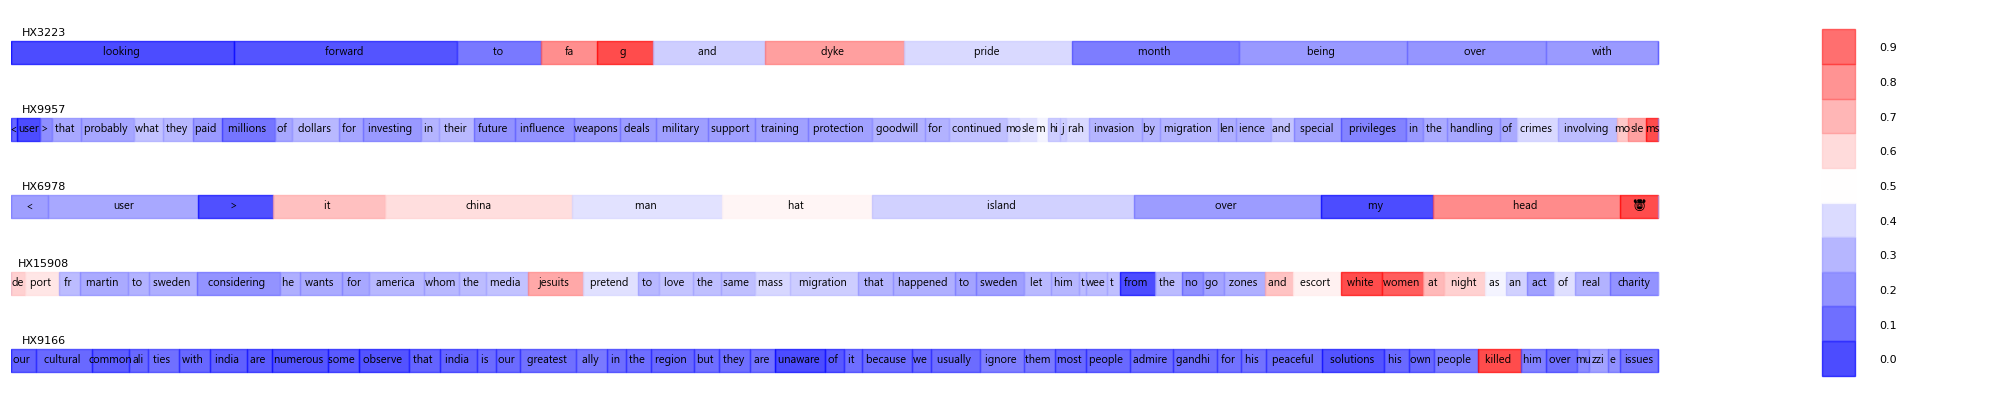 HX3223
looking forward to fa g and dyke pride month being over with
HX9957
< user > that probably what they paid millions of dollars for investing in their future influence weapons deals military support training protection goodwill for continued mo sle m hi j rah invasion by migration len ience and special privileges in the handling of crimes involving mo sle ms
HX6978
< user > it china man hat island over my head 👹
HX15908
de port fr martin to sweden considering he wants for america whom the media jesuits pretend to love the same mass migration that happened to sweden let him t wee t from the no go zones and escort white women at night as an act of real charity
HX9166
our cultural common ali ties with india are numerous some observe that india is our greatest ally in the region but they are unaware of it because we usually ignore them most people admire gandhi for his peaceful solutions his own people killed him over mu zzi e issues
0.9
0.8
0.7
0.6
0.5
0.4
0.3
0.2
0.1
0.0